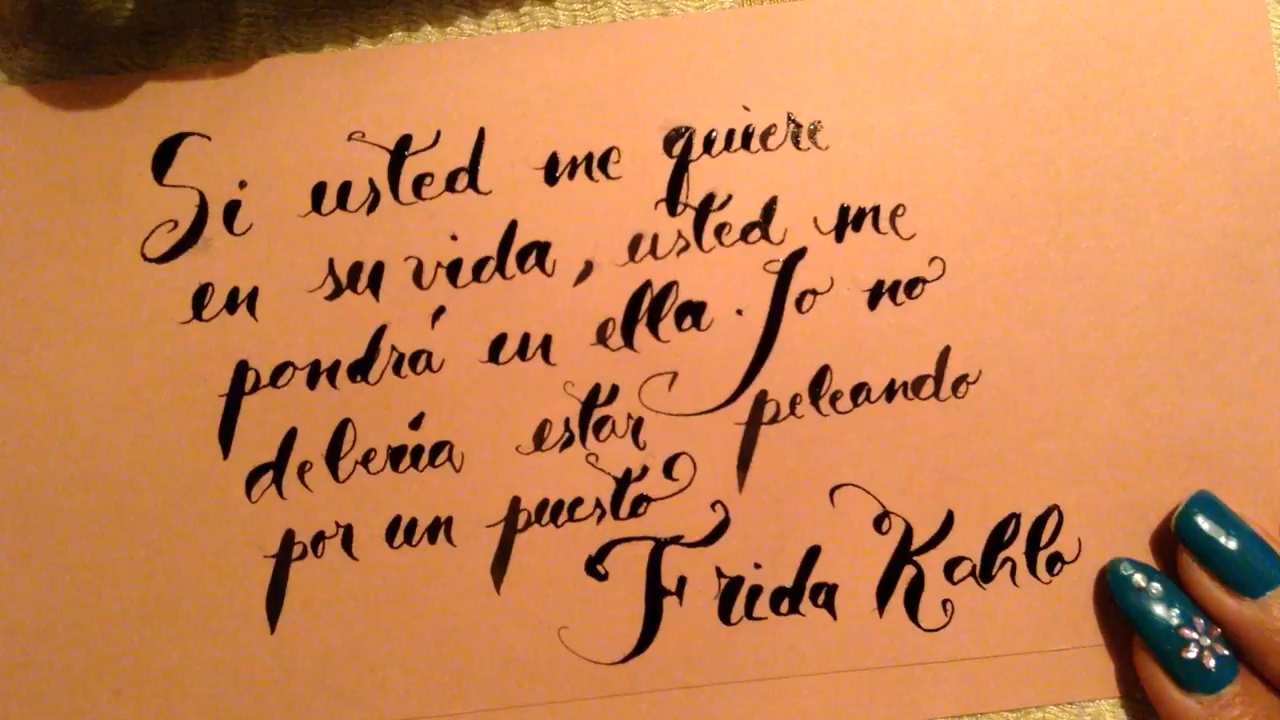 Si usted me quiere
en su vida, usted me
pondrá en ella. Yo no
debería estar peleando
por un puesto
Frida Kahlo